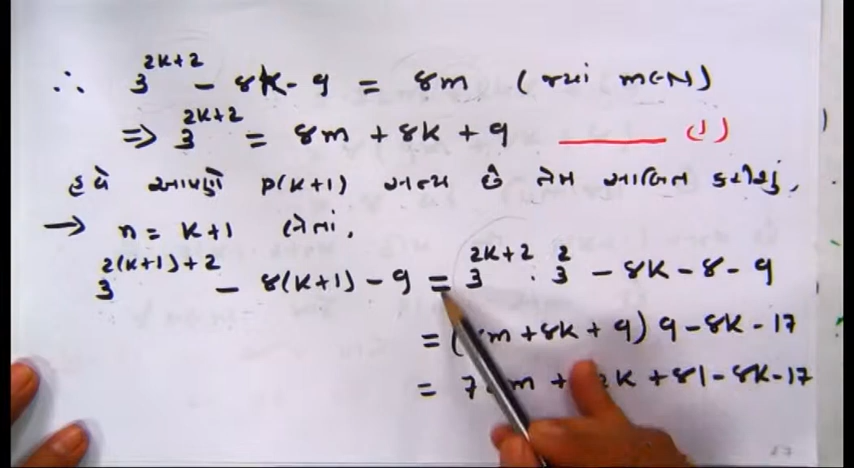 ∴ 3^{2k+2} - 8k - 9 = 8m (જ્યાં m∈N)
⇒ 3^{2k+2} = 8m + 8k + 9 ______ (1)
હવે આપણે P(k+1) સત્ય છે તેમ સાબિત કરીશું.
→ n = k+1 લેતાં,
3^{2(k+1)+2} - 8(k+1) - 9 = 3^{2k+2} · 3^2 - 8k - 8 - 9
= ( m + 8k + 9) 9 - 8k - 17
= 7 m + 2k + 81 - 8k - 17